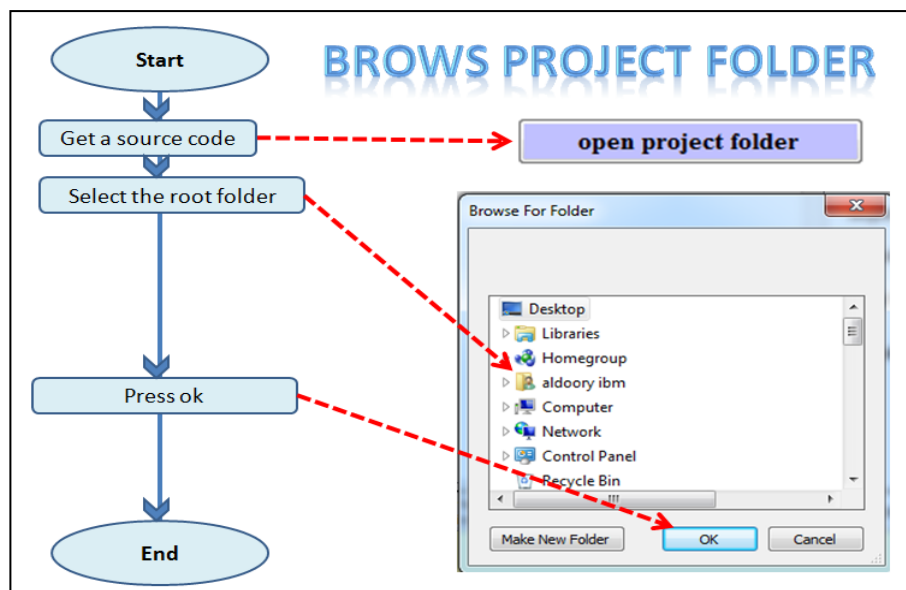 Start
BROWS PROJECT FOLDER
Get a source code
open project folder
Select the root folder
Browse For Folder
Desktop
Libraries
Homegroup
aldoory ibm
Computer
Network
Control Panel
Recycle Bin
Press ok
Make New Folder
OK
Cancel
End